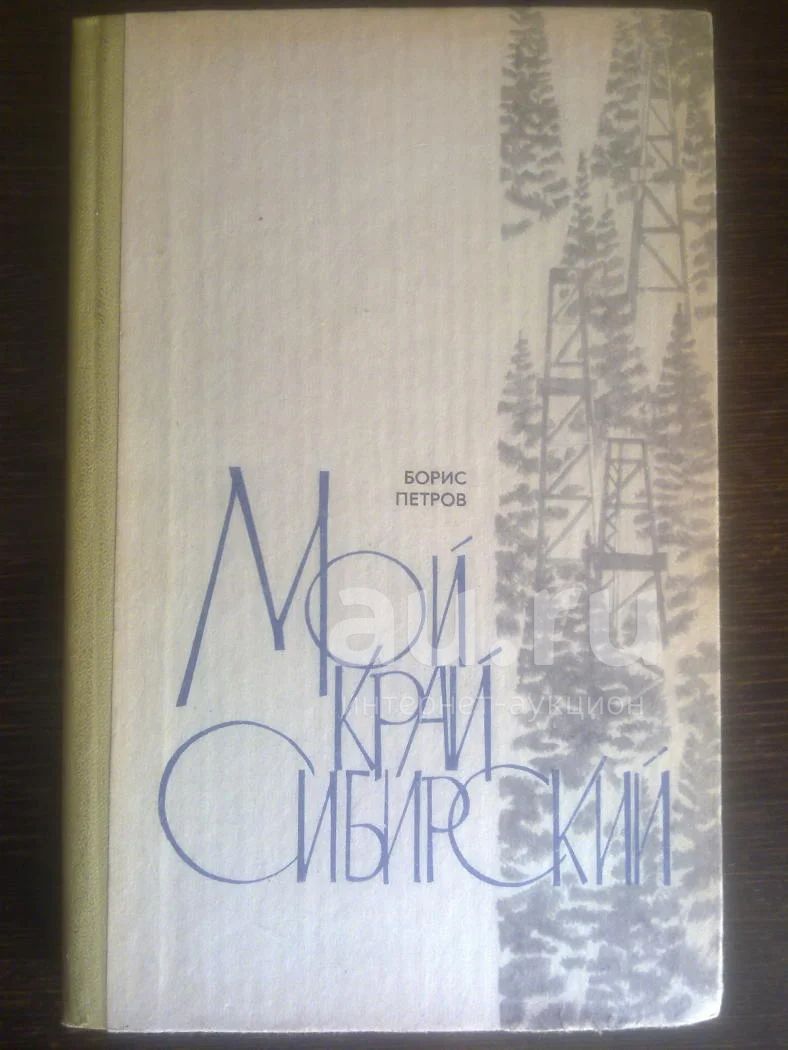 БОРИС
ПЕТРОВ
Мой
край
Сибирский
au.ru
интернет-аукцион